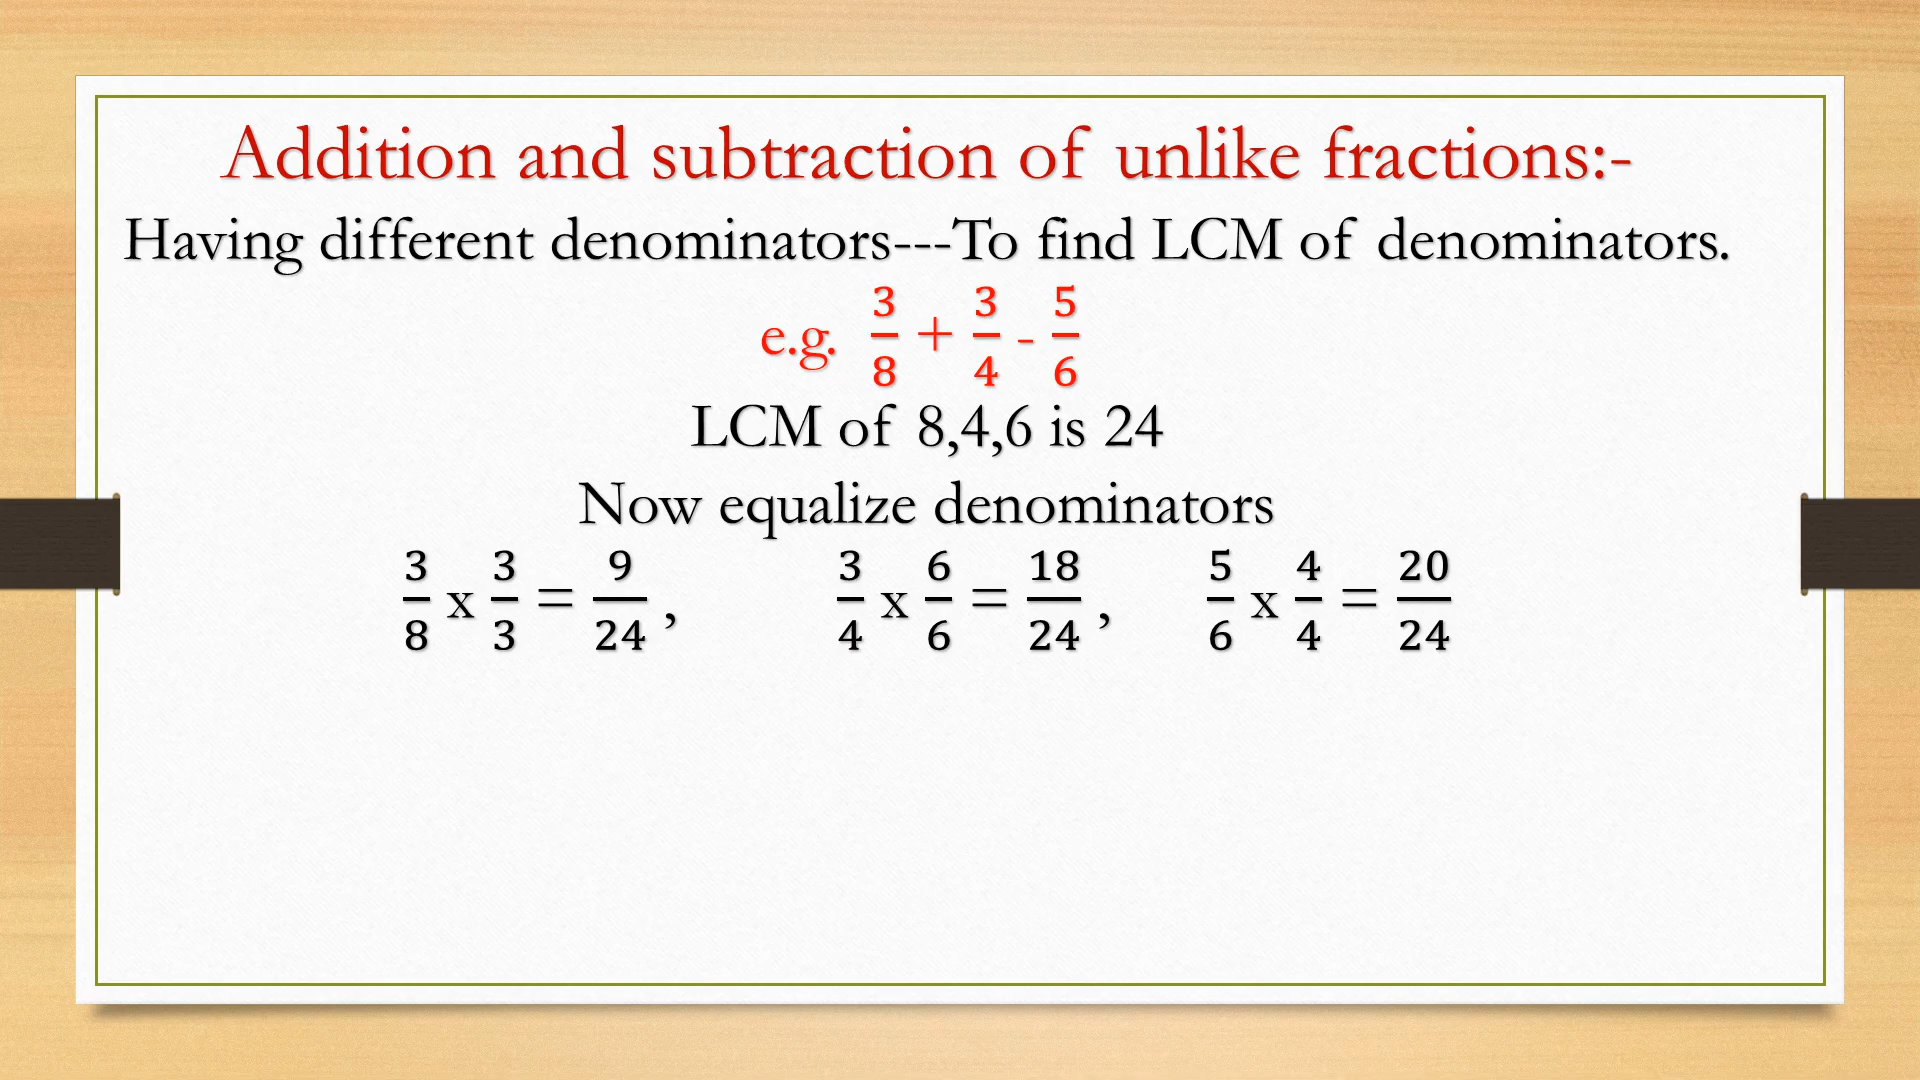 Addition and subtraction of unlike fractions:-
Having different denominators---To find LCM of denominators.
e.g. 3/8 + 3/4 - 5/6
LCM of 8,4,6 is 24
Now equalize denominators
3/8 x 3/3 = 9/24 , 3/4 x 6/6 = 18/24 , 5/6 x 4/4 = 20/24